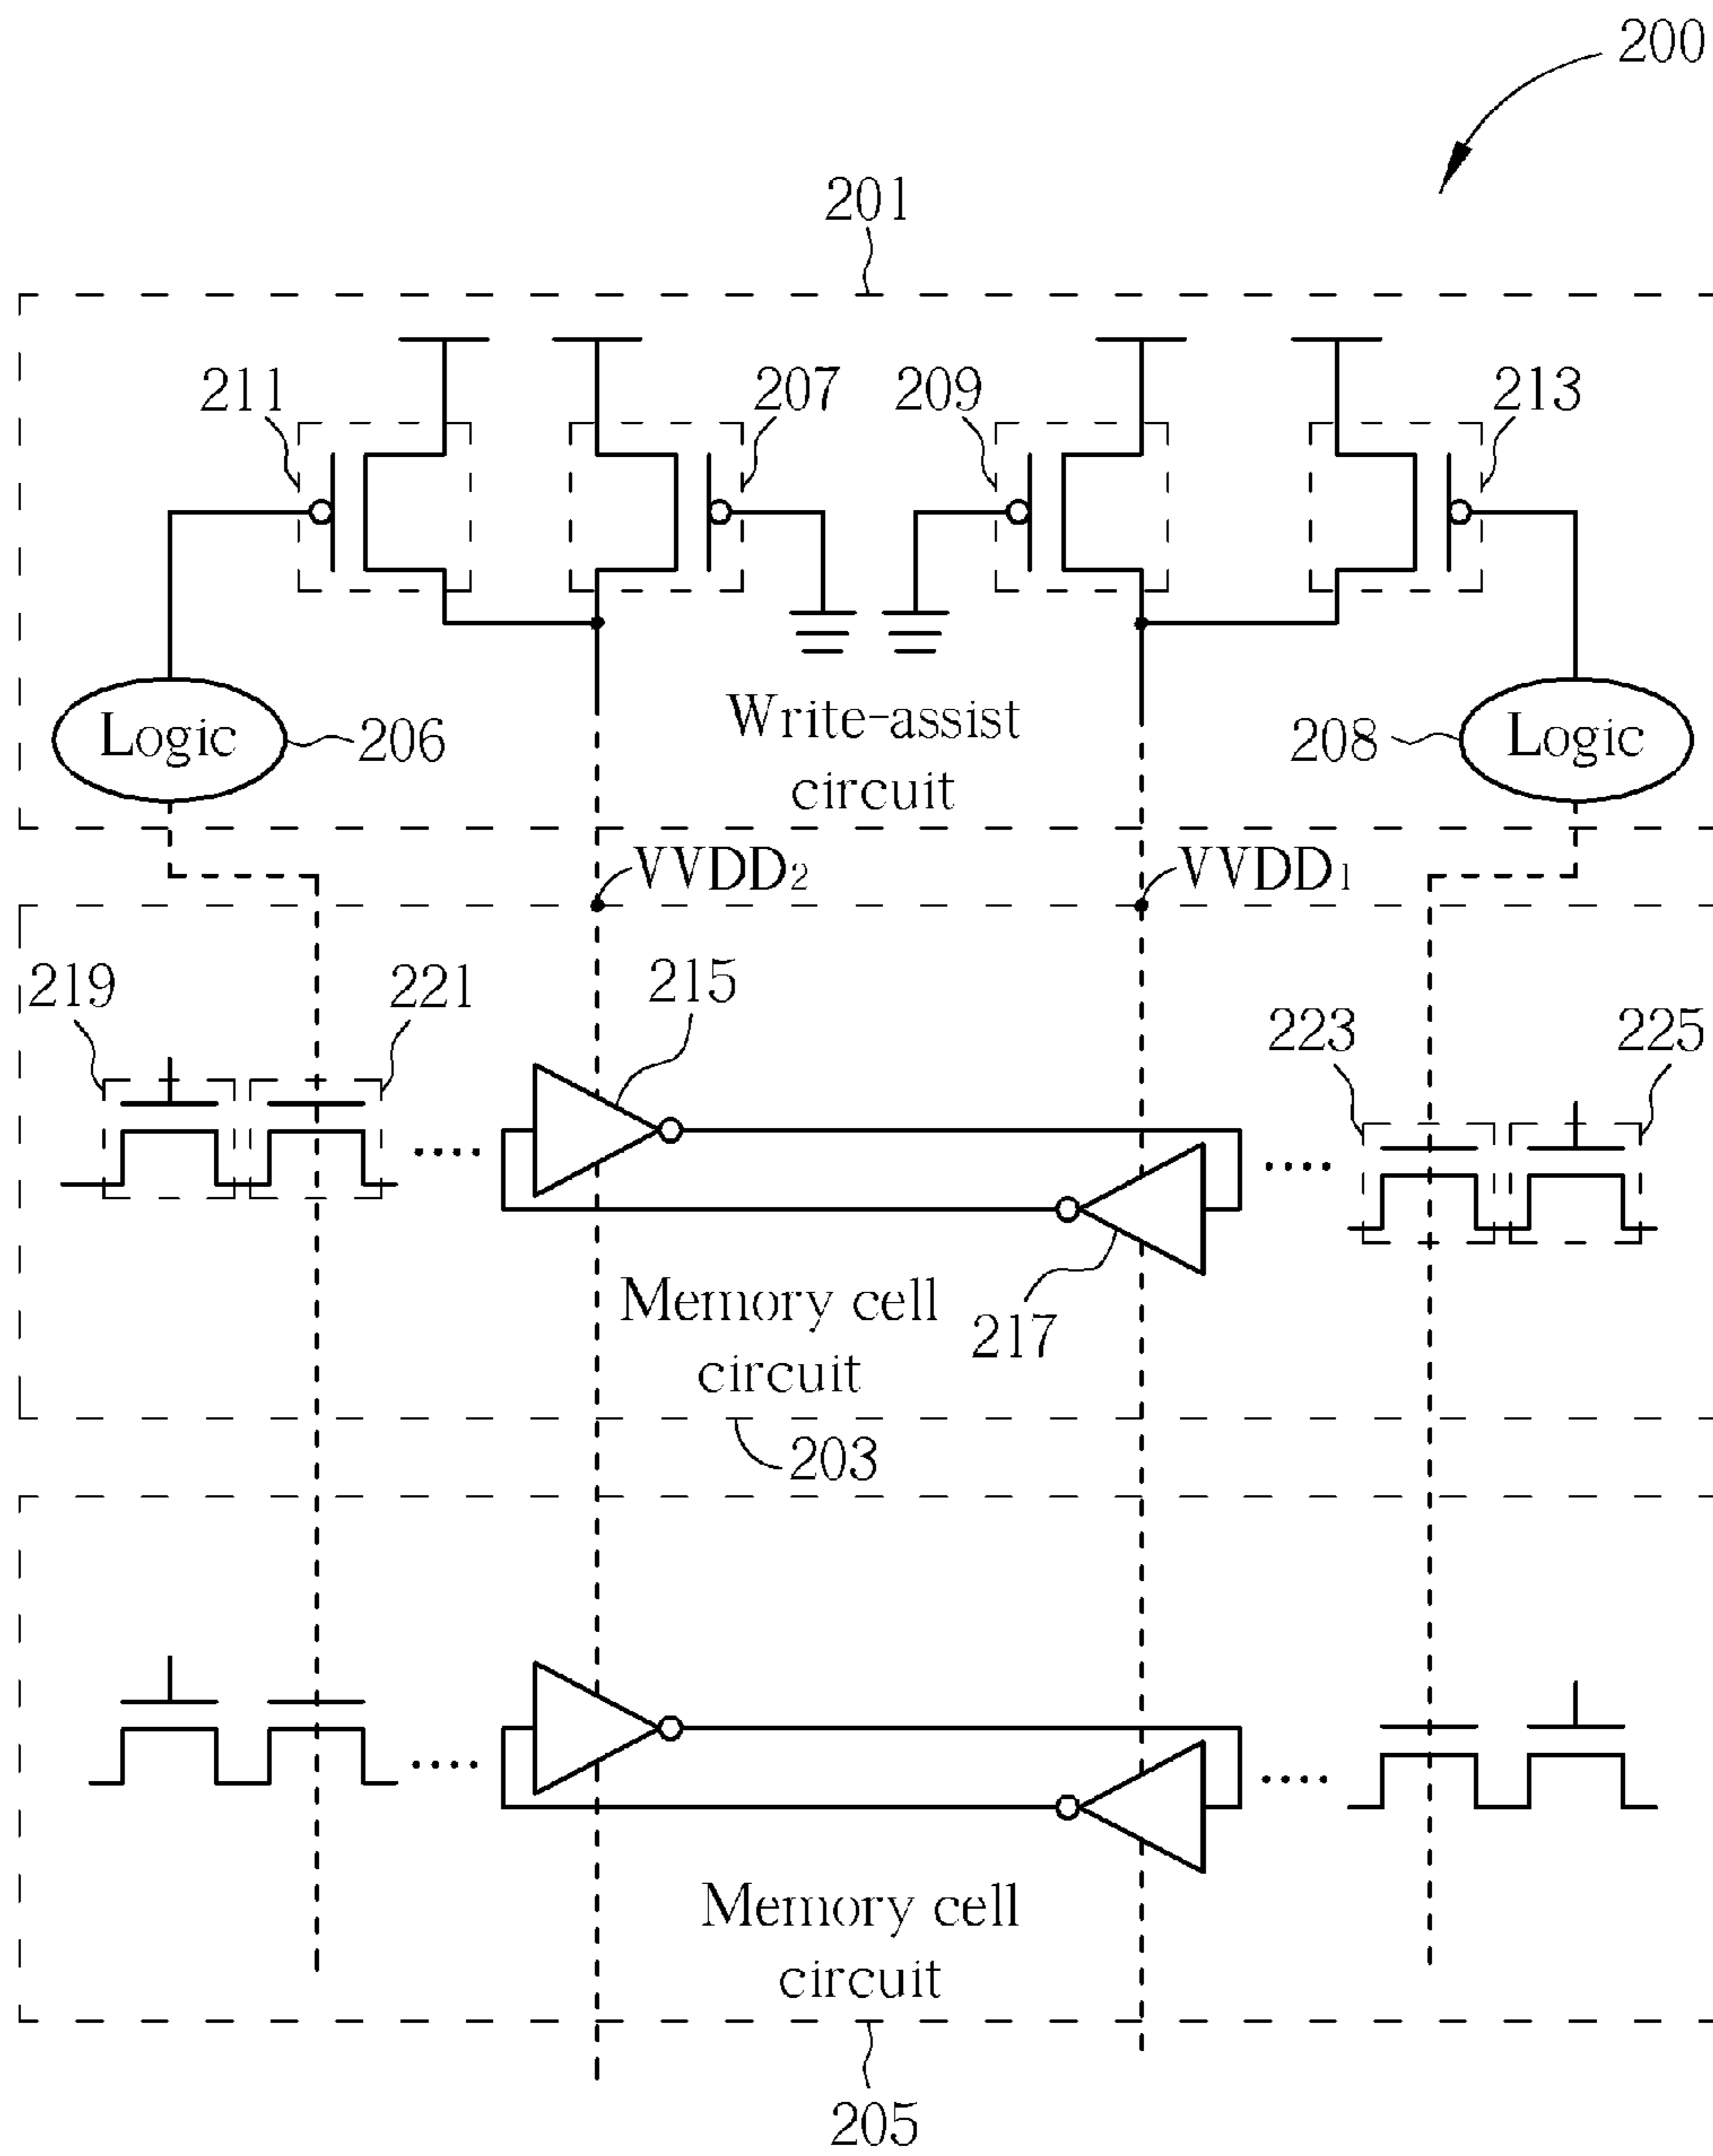 200
201
211
207
209
213
Logic
206
Write-assist
circuit
208
Logic
VVDD₂
VVDD₁
219
221
215
223
225
Memory cell
circuit
217
203
Memory cell
circuit
205